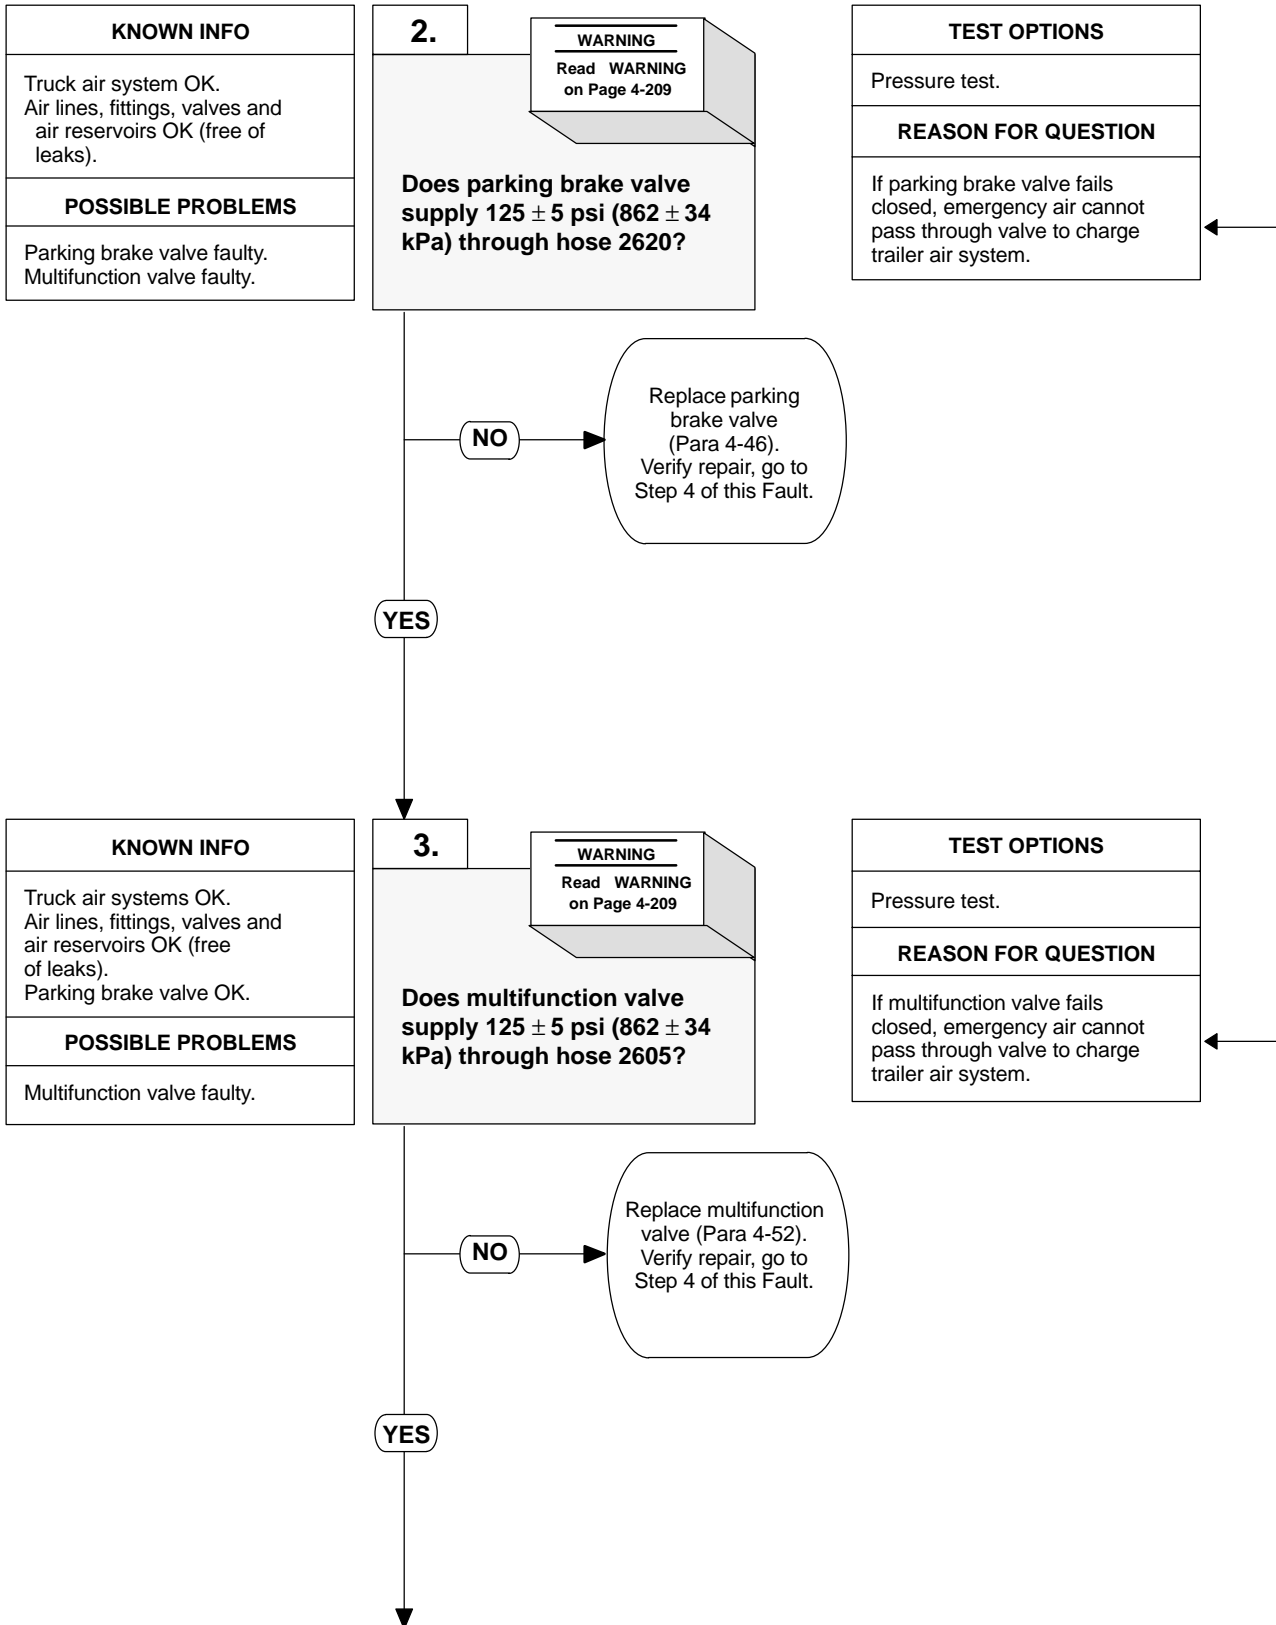 KNOWN INFO
Truck air system OK.
Air lines, fittings, valves and
air reservoirs OK (free of
leaks).
POSSIBLE PROBLEMS
Parking brake valve faulty.
Multifunction valve faulty.
2.
WARNING
Read WARNING
on Page 4-209
Does parking brake valve
supply 125 ± 5 psi (862 ± 34
kPa) through hose 2620?
TEST OPTIONS
Pressure test.
REASON FOR QUESTION
If parking brake valve fails
closed, emergency air cannot
pass through valve to charge
trailer air system.
NO
Replace parking
brake valve
(Para 4-46).
Verify repair, go to
Step 4 of this Fault.
YES
KNOWN INFO
Truck air systems OK.
Air lines, fittings, valves and
air reservoirs OK (free
of leaks).
Parking brake valve OK.
POSSIBLE PROBLEMS
Multifunction valve faulty.
3.
WARNING
Read WARNING
on Page 4-209
Does multifunction valve
supply 125 ± 5 psi (862 ± 34
kPa) through hose 2605?
TEST OPTIONS
Pressure test.
REASON FOR QUESTION
If multifunction valve fails
closed, emergency air cannot
pass through valve to charge
trailer air system.
NO
Replace multifunction
valve (Para 4-52).
Verify repair, go to
Step 4 of this Fault.
YES